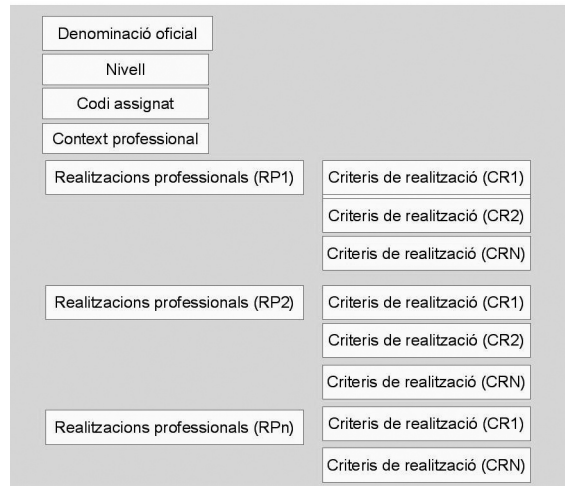 Denominació oficial
Nivell
Codi assignat
Context professional
Realitzacions professionals (RP1)
Criteris de realització (CR1)
Criteris de realització (CR2)
Criteris de realització (CRN)
Realitzacions professionals (RP2)
Criteris de realització (CR1)
Criteris de realització (CR2)
Criteris de realització (CRN)
Realitzacions professionals (RPn)
Criteris de realització (CR1)
Criteris de realització (CRN)